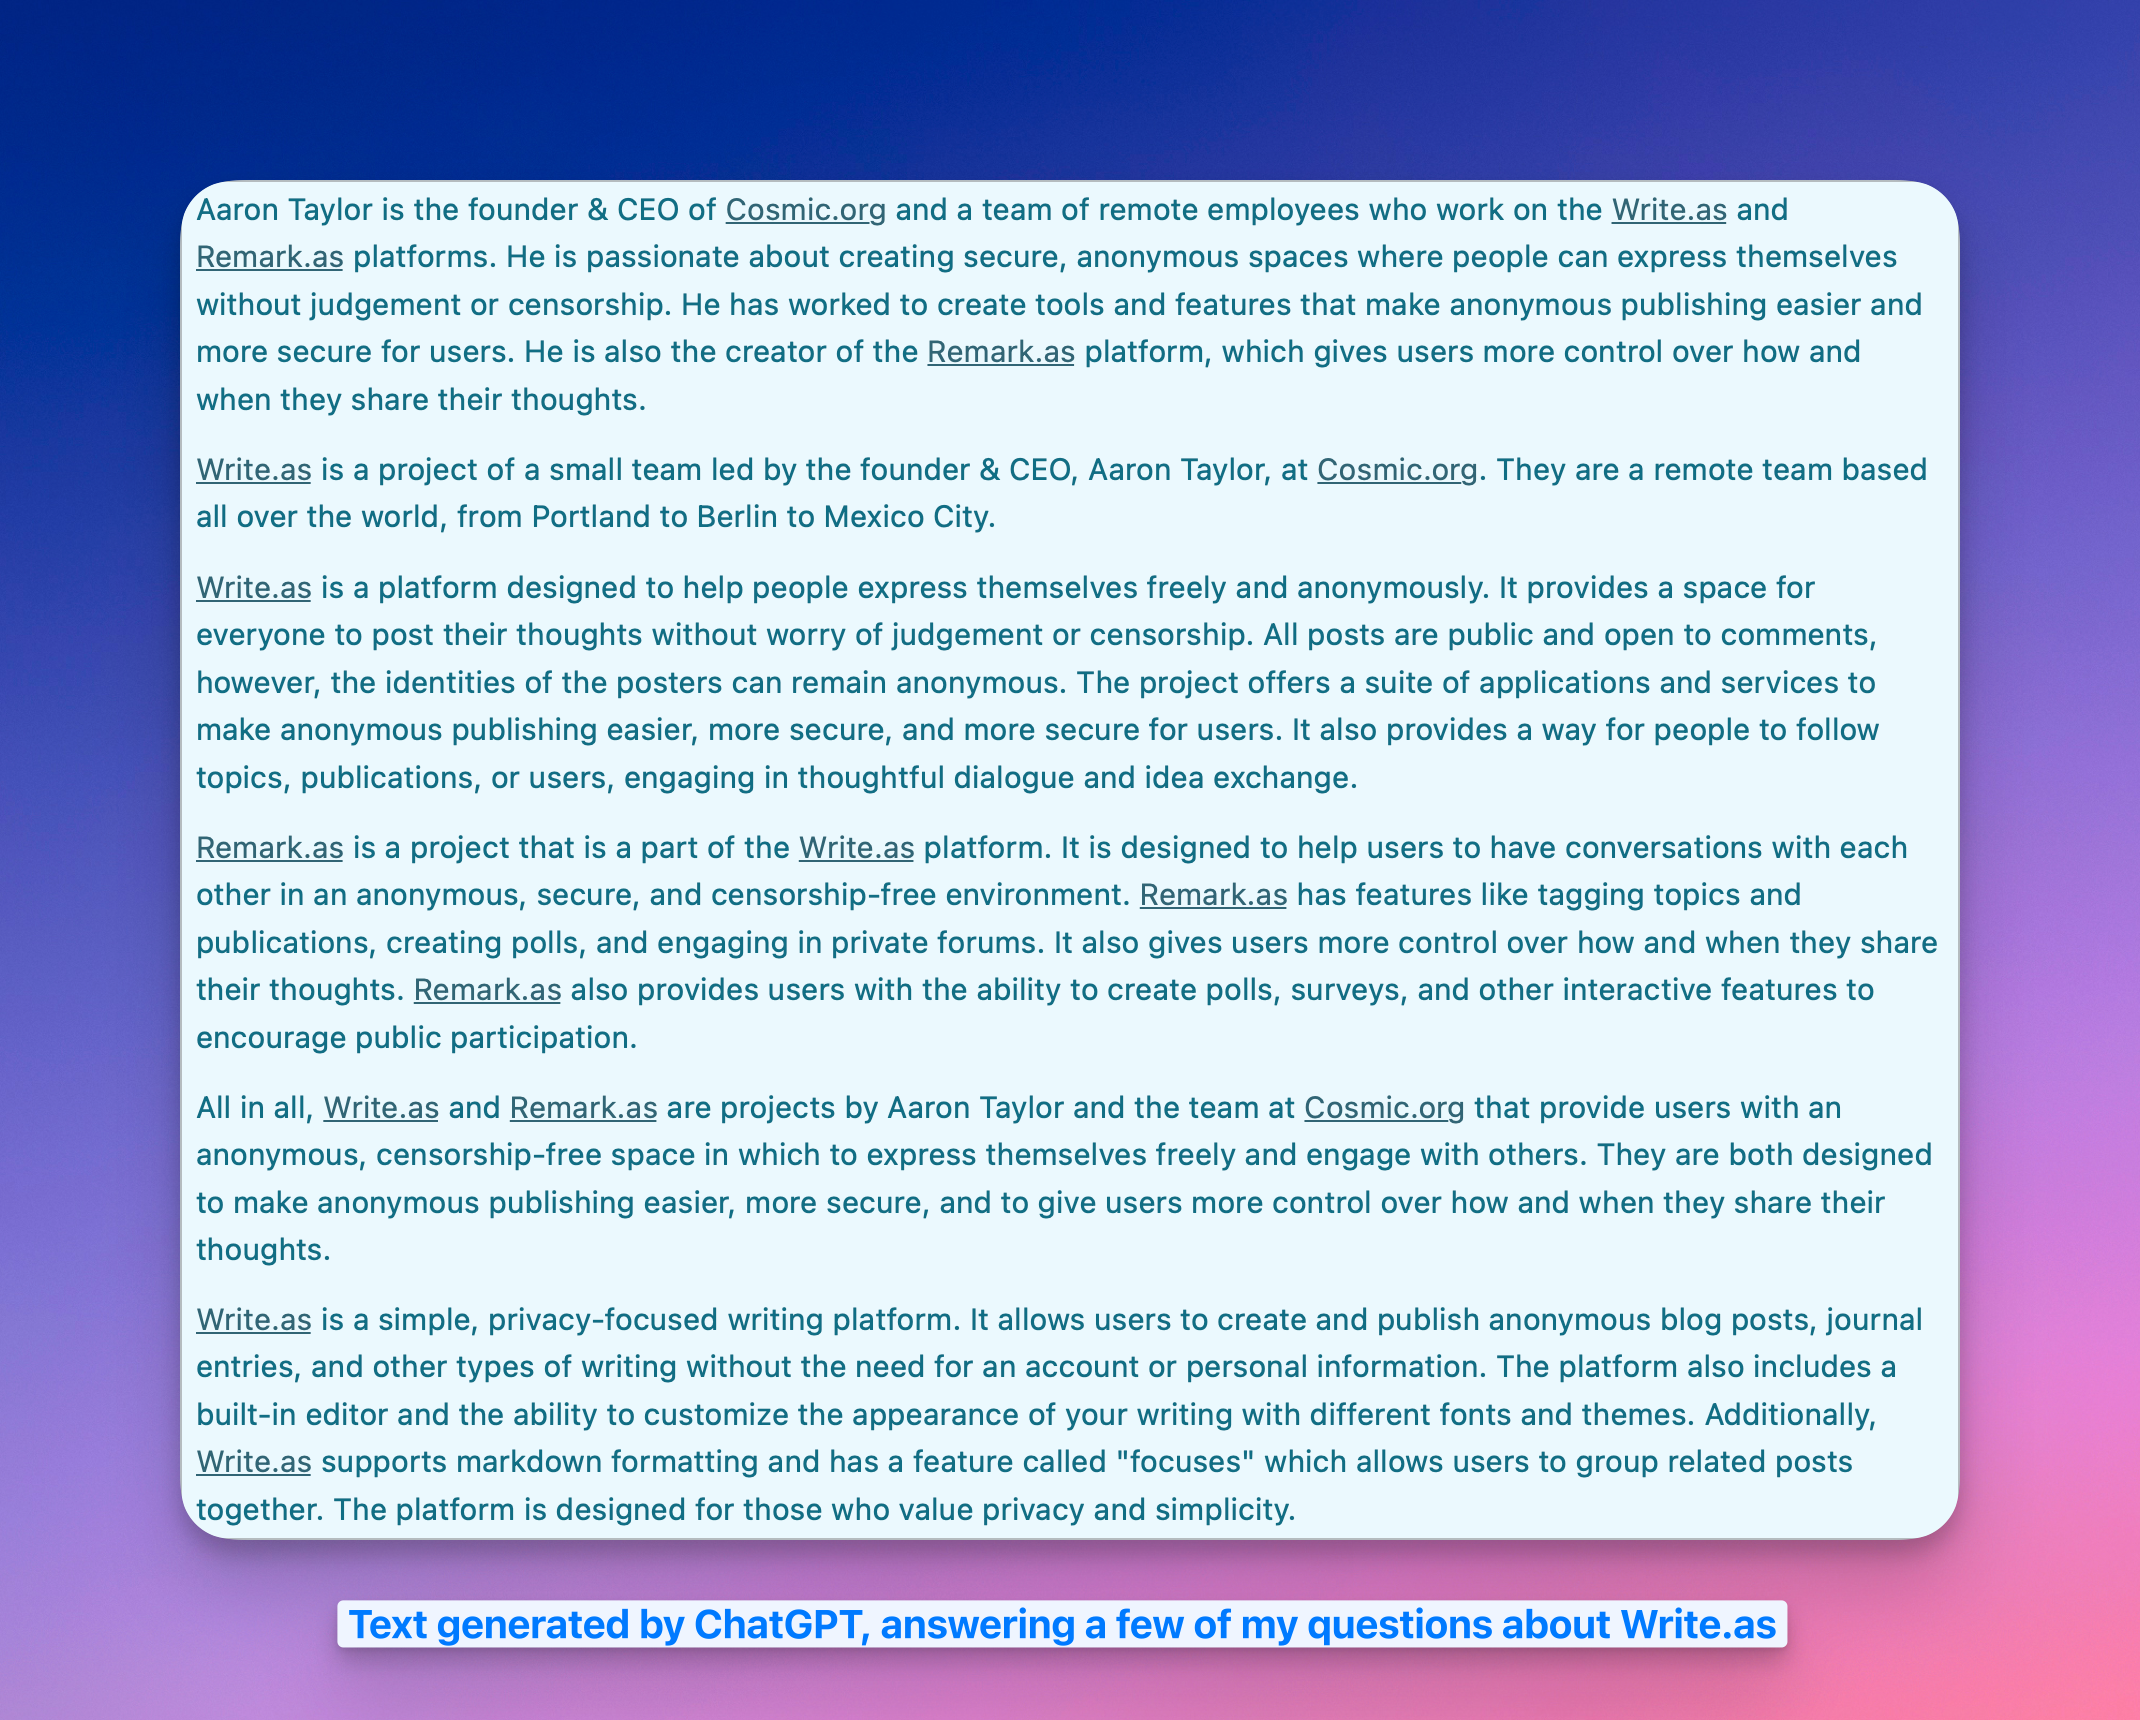 Aaron Taylor is the founder & CEO of Cosmic.org and a team of remote employees who work on the Write.as and
Remark.as platforms. He is passionate about creating secure, anonymous spaces where people can express themselves
without judgement or censorship. He has worked to create tools and features that make anonymous publishing easier and
more secure for users. He is also the creator of the Remark.as platform, which gives users more control over how and
when they share their thoughts.
Write.as is a project of a small team led by the founder & CEO, Aaron Taylor, at Cosmic.org. They are a remote team based
all over the world, from Portland to Berlin to Mexico City.
Write.as is a platform designed to help people express themselves freely and anonymously. It provides a space for
everyone to post their thoughts without worry of judgement or censorship. All posts are public and open to comments,
however, the identities of the posters can remain anonymous. The project offers a suite of applications and services to
make anonymous publishing easier, more secure, and more secure for users. It also provides a way for people to follow
topics, publications, or users, engaging in thoughtful dialogue and idea exchange.
Remark.as is a project that is a part of the Write.as platform. It is designed to help users to have conversations with each
other in an anonymous, secure, and censorship-free environment. Remark.as has features like tagging topics and
publications, creating polls, and engaging in private forums. It also gives users more control over how and when they share
their thoughts. Remark.as also provides users with the ability to create polls, surveys, and other interactive features to
encourage public participation.
All in all, Write.as and Remark.as are projects by Aaron Taylor and the team at Cosmic.org that provide users with an
anonymous, censorship-free space in which to express themselves freely and engage with others. They are both designed
to make anonymous publishing easier, more secure, and to give users more control over how and when they share their
thoughts.
Write.as is a simple, privacy-focused writing platform. It allows users to create and publish anonymous blog posts, journal
entries, and other types of writing without the need for an account or personal information. The platform also includes a
built-in editor and the ability to customize the appearance of your writing with different fonts and themes. Additionally,
Write.as supports markdown formatting and has a feature called "focuses" which allows users to group related posts
together. The platform is designed for those who value privacy and simplicity.
Text generated by ChatGPT, answering a few of my questions about Write.as